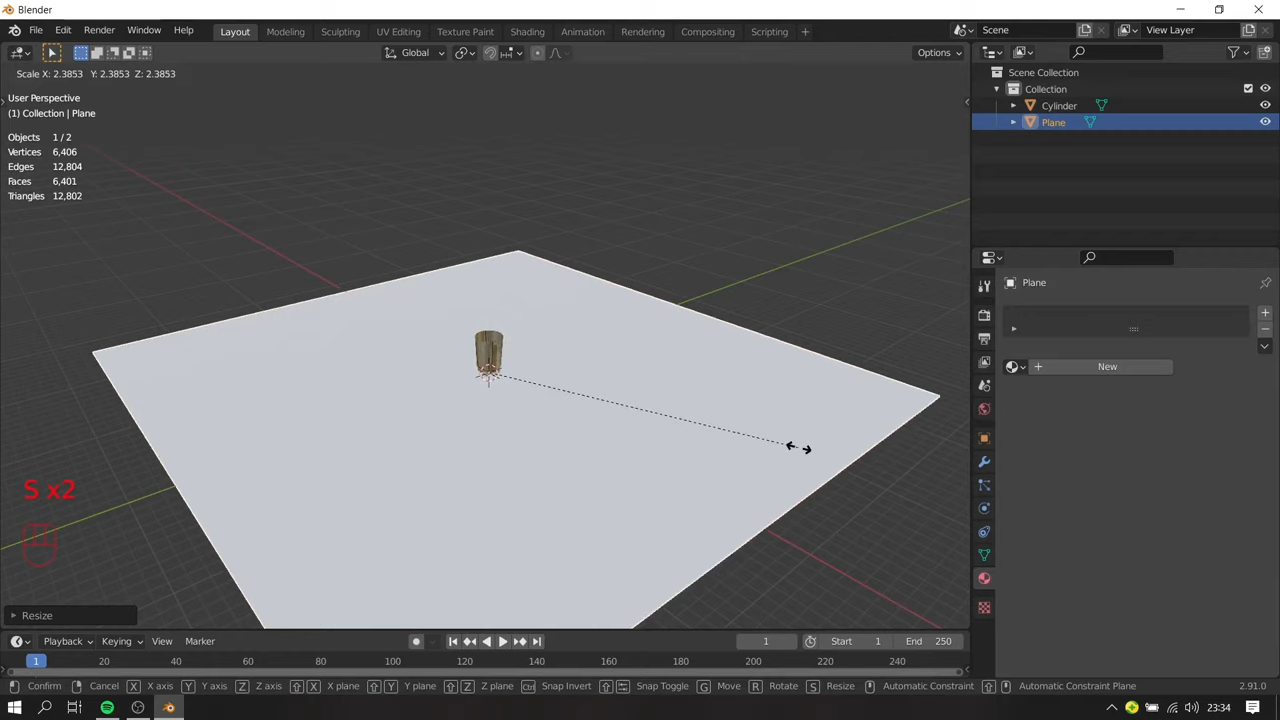 Blender
File Edit Render Window Help Layout Modeling Sculpting UV Editing Texture Paint Shading Animation Rendering Compositing Scripting + Scene View Layer
Global Options
Scale X: 2.3853 Y: 2.3853 Z: 2.3853
User Perspective
(1) Collection | Plane
Objects 1 / 2
Vertices 6,406
Edges 12,804
Faces 6,401
Triangles 12,802
Scene Collection
Collection
Cylinder
Plane
Plane
New
S x2
Resize
Playback Keying View Marker 1 Start 1 End 250
1 20 40 60 80 100 120 140 160 180 200 220 240
Confirm Cancel X X axis Y Y axis Z Z axis X X plane Y Y plane Z Z plane Ctrl Snap Invert Snap Toggle G Move R Rotate S Resize Automatic Constraint Automatic Constraint Plane 2.91.0
23:34